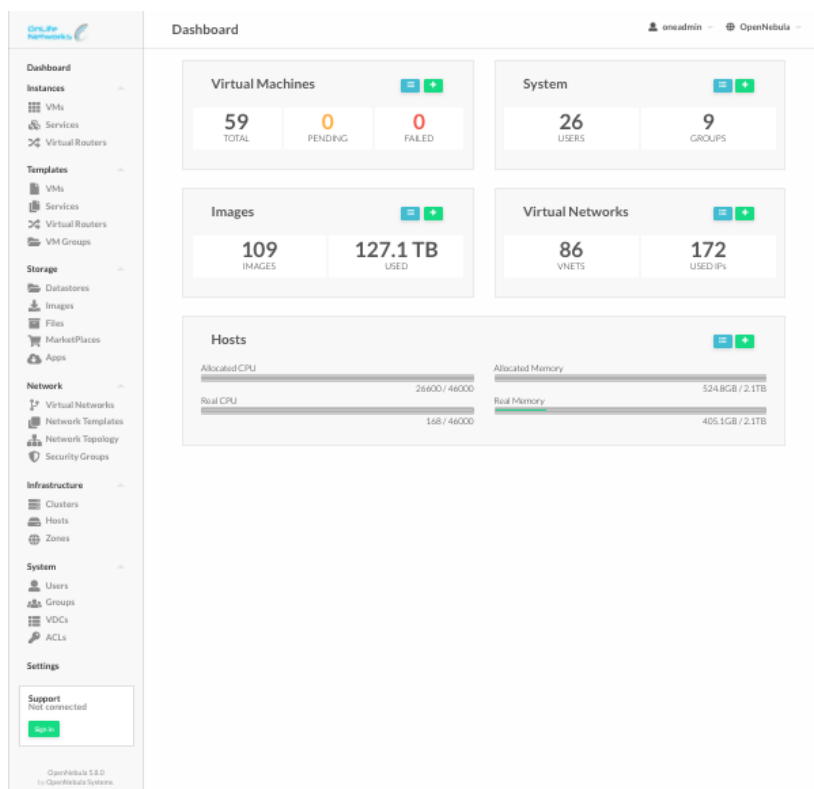 OnLife
Networks
Dashboard
oneadmin
OpenNebula
Dashboard
Instances
VMs
Services
Virtual Routers
Templates
VMs
Services
Virtual Routers
VM Groups
Storage
Datastores
Images
Files
MarketPlaces
Apps
Network
Virtual Networks
Network Templates
Network Topology
Security Groups
Infrastructure
Clusters
Hosts
Zones
System
Users
Groups
VDCs
ACLs
Settings
Support
Not connected
Sign in
OpenNebula 5.8.0
by OpenNebula Systems
Virtual Machines
59
TOTAL
0
PENDING
0
FAILED
System
26
USERS
9
GROUPS
Images
109
IMAGES
127.1 TB
USED
Virtual Networks
86
VNETS
172
USED IPs
Hosts
Allocated CPU
26600 / 46000
Real CPU
168 / 46000
Allocated Memory
524.8GB / 2.1TB
Real Memory
405.1GB / 2.1TB